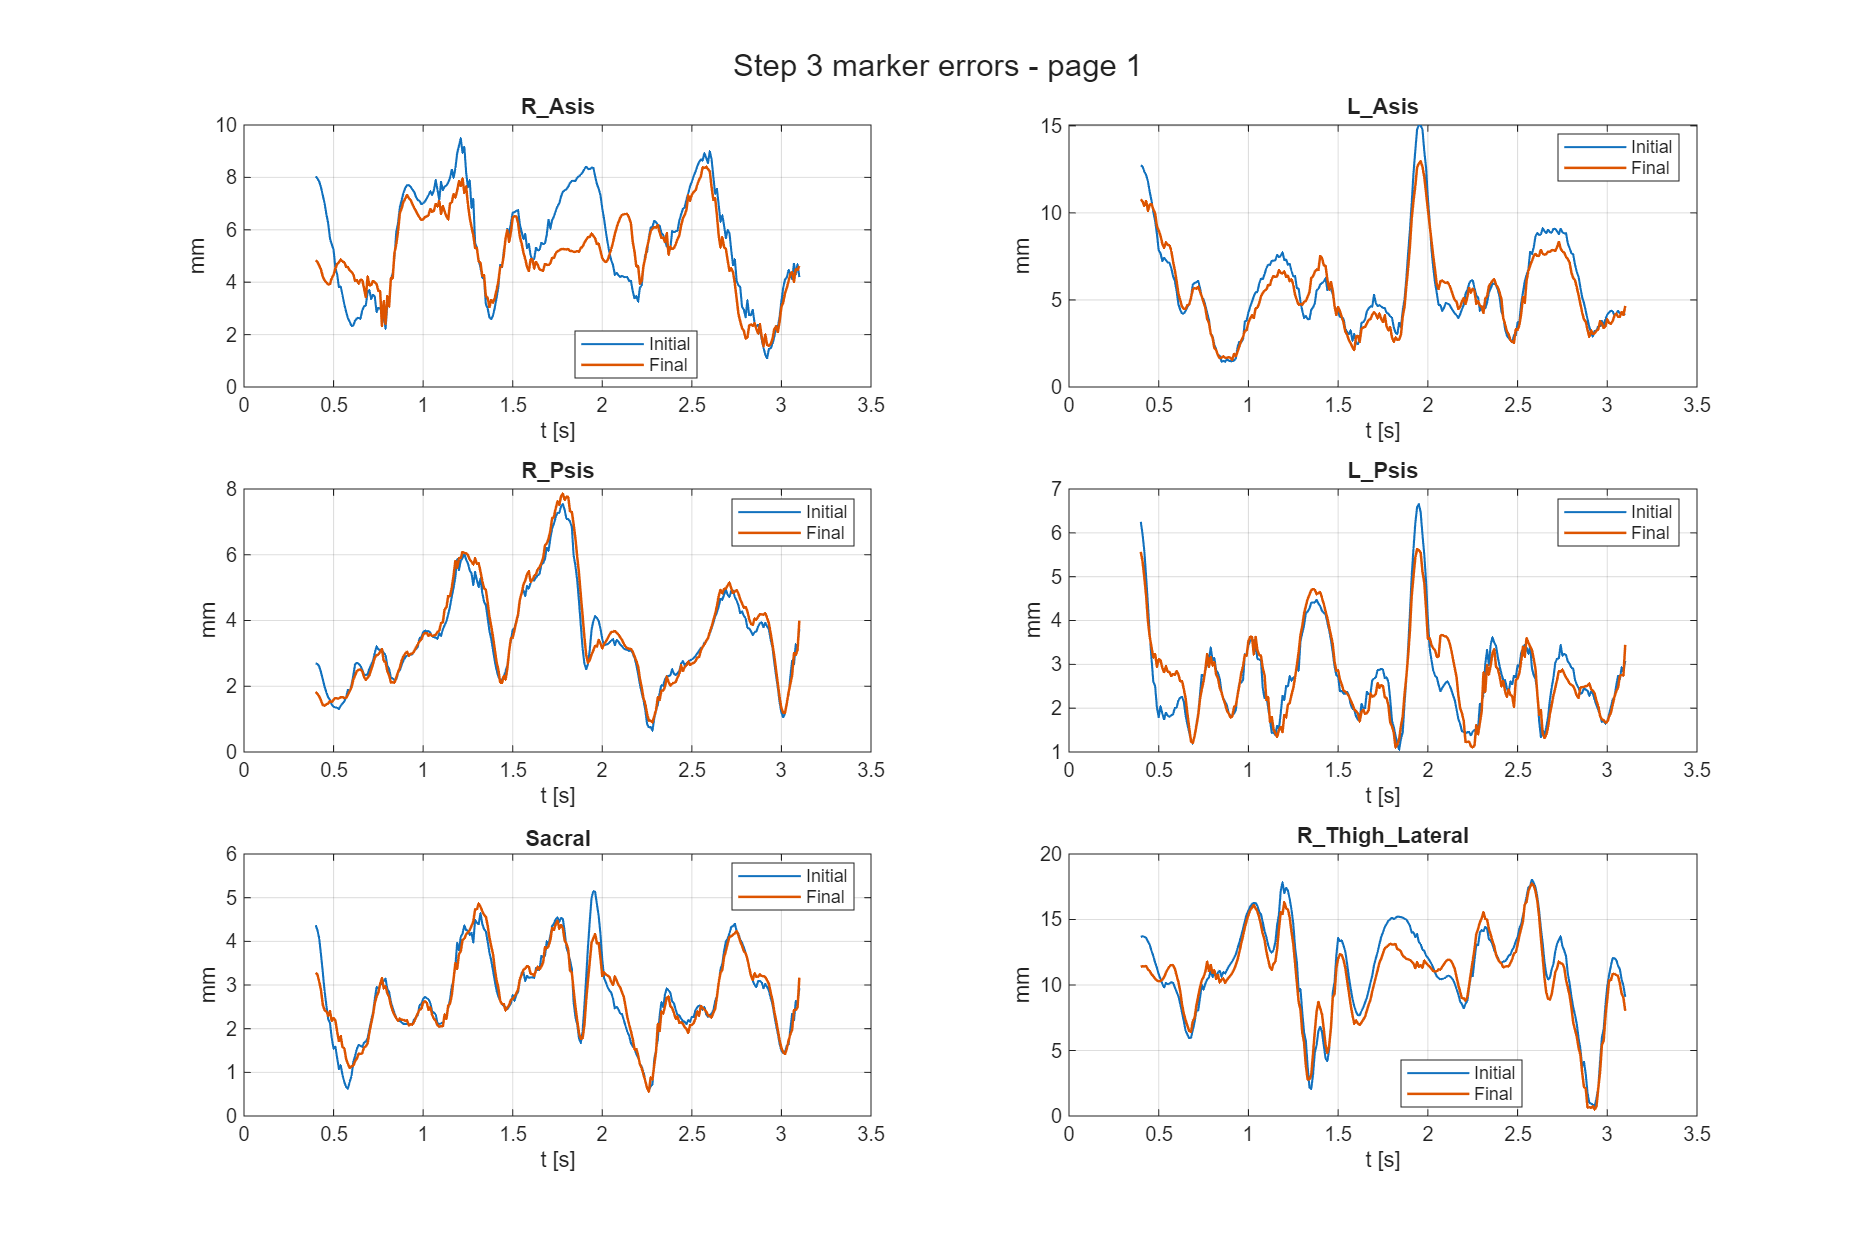 Step 3 marker errors - page 1
R_Asis
10
8
6
4
2
0
mm
Initial
Final
0 0.5 1 1.5 2 2.5 3 3.5
t [s]
L_Asis
15
10
5
0
mm
Initial
Final
0 0.5 1 1.5 2 2.5 3 3.5
t [s]
R_Psis
8
6
4
2
0
mm
Initial
Final
0 0.5 1 1.5 2 2.5 3 3.5
t [s]
L_Psis
7
6
5
4
3
2
1
mm
Initial
Final
0 0.5 1 1.5 2 2.5 3 3.5
t [s]
Sacral
6
5
4
3
2
1
0
mm
Initial
Final
0 0.5 1 1.5 2 2.5 3 3.5
t [s]
R_Thigh_Lateral
20
15
10
5
0
mm
Initial
Final
0 0.5 1 1.5 2 2.5 3 3.5
t [s]